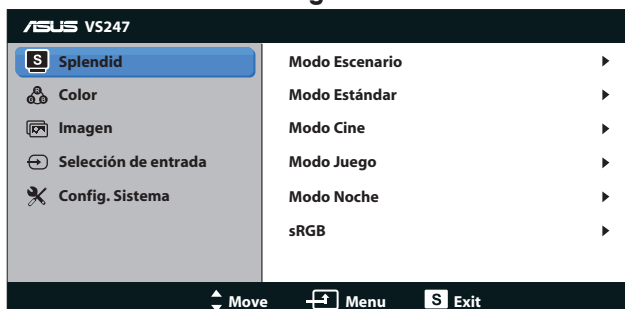 ASUS VS247
S Splendid
Color
Imagen
Selección de entrada
Config. Sistema
Modo Escenario
Modo Estándar
Modo Cine
Modo Juego
Modo Noche
sRGB
Move Menu S Exit